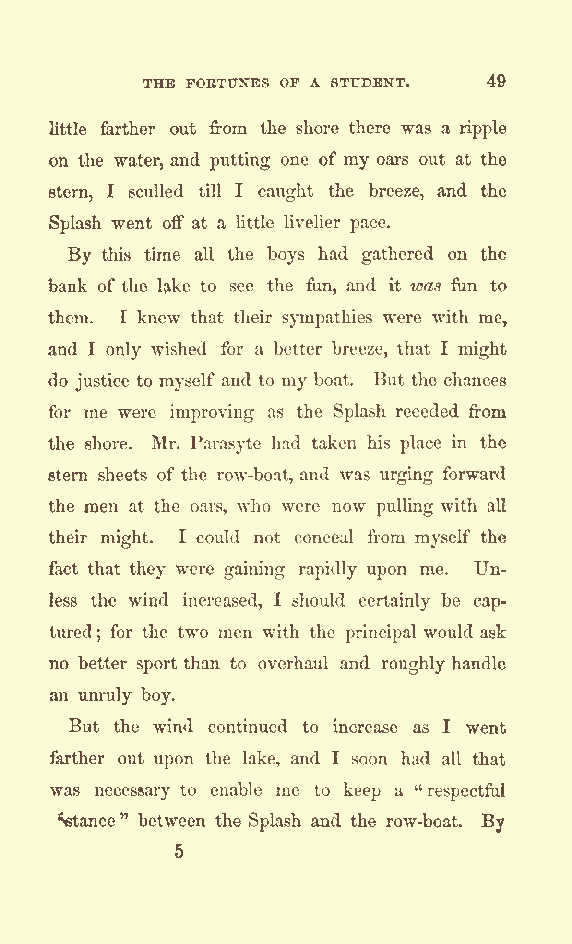 THE FORTUNES OF A STUDENT. 49
little farther out from the shore there was a ripple
on the water, and putting one of my oars out at the
stern, I sculled till I caught the breeze, and the
Splash went off at a little livelier pace.
By this time all the boys had gathered on the
bank of the lake to see the fun, and it was fun to
them. I knew that their sympathies were with me,
and I only wished for a better breeze, that I might
do justice to myself and to my boat. But the chances
for me were improving as the Splash receded from
the shore. Mr. Parasyte had taken his place in the
stern sheets of the row-boat, and was urging forward
the men at the oars, who were now pulling with all
their might. I could not conceal from myself the
fact that they were gaining rapidly upon me. Un-
less the wind increased, I should certainly be cap-
tured; for the two men with the principal would ask
no better sport than to overhaul and roughly handle
an unruly boy.
But the wind continued to increase as I went
farther out upon the lake, and I soon had all that
was necessary to enable me to keep a "respectful
stance" between the Splash and the row-boat. By
5